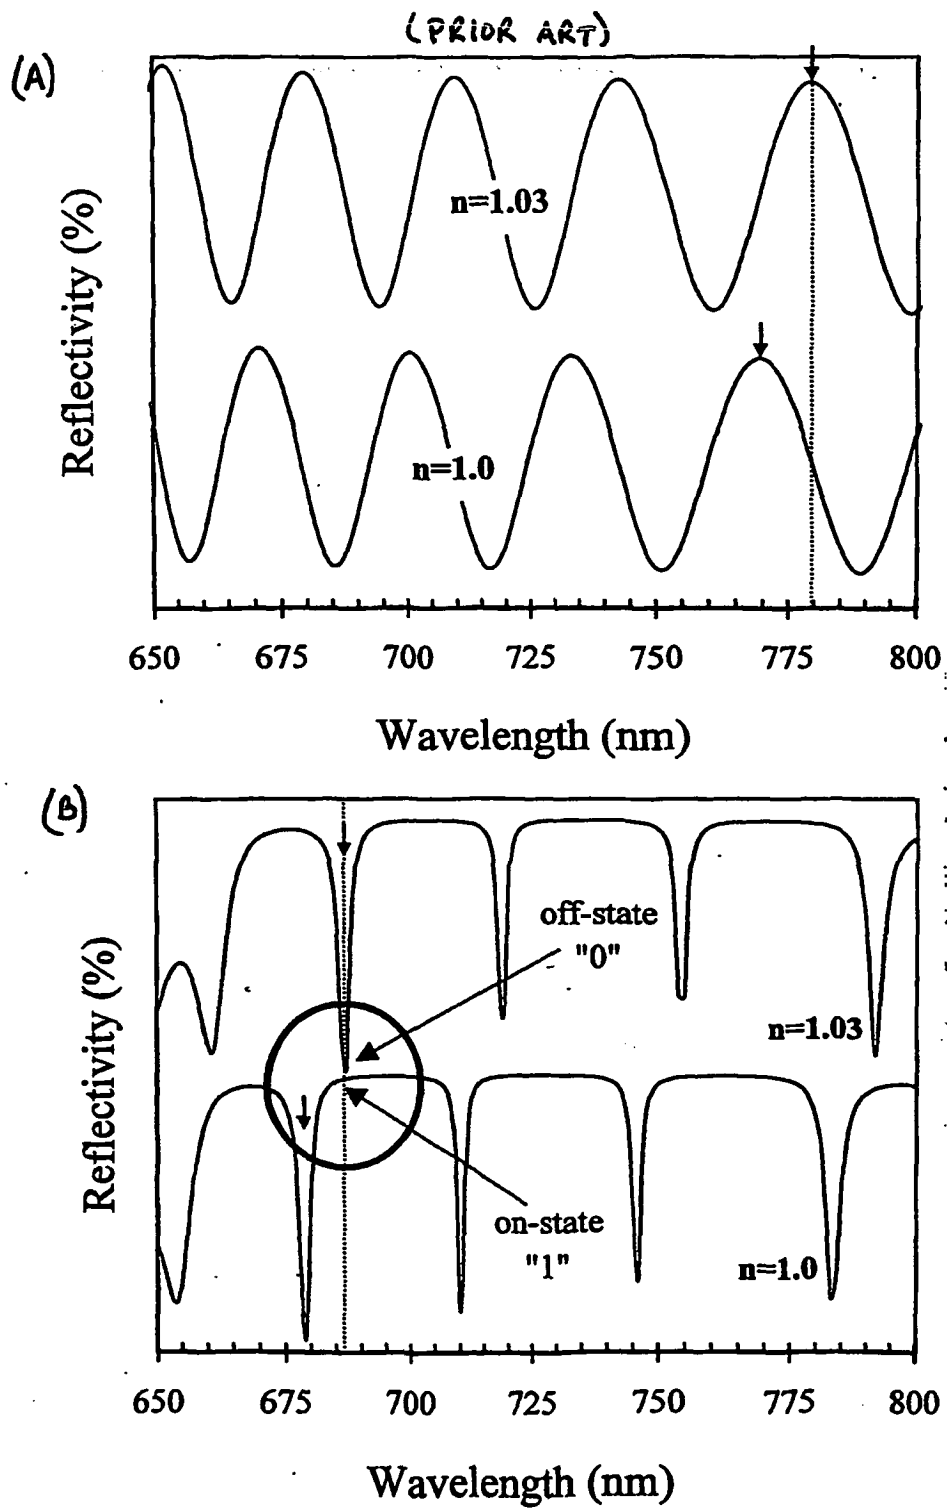 (PRIOR ART)
(A)
Reflectivity (%)
n=1.03
n=1.0
650 675 700 725 750 775 800
Wavelength (nm)
(B)
Reflectivity (%)
off-state
"0"
n=1.03
on-state
"1"
n=1.0
650 675 700 725 750 775 800
Wavelength (nm)